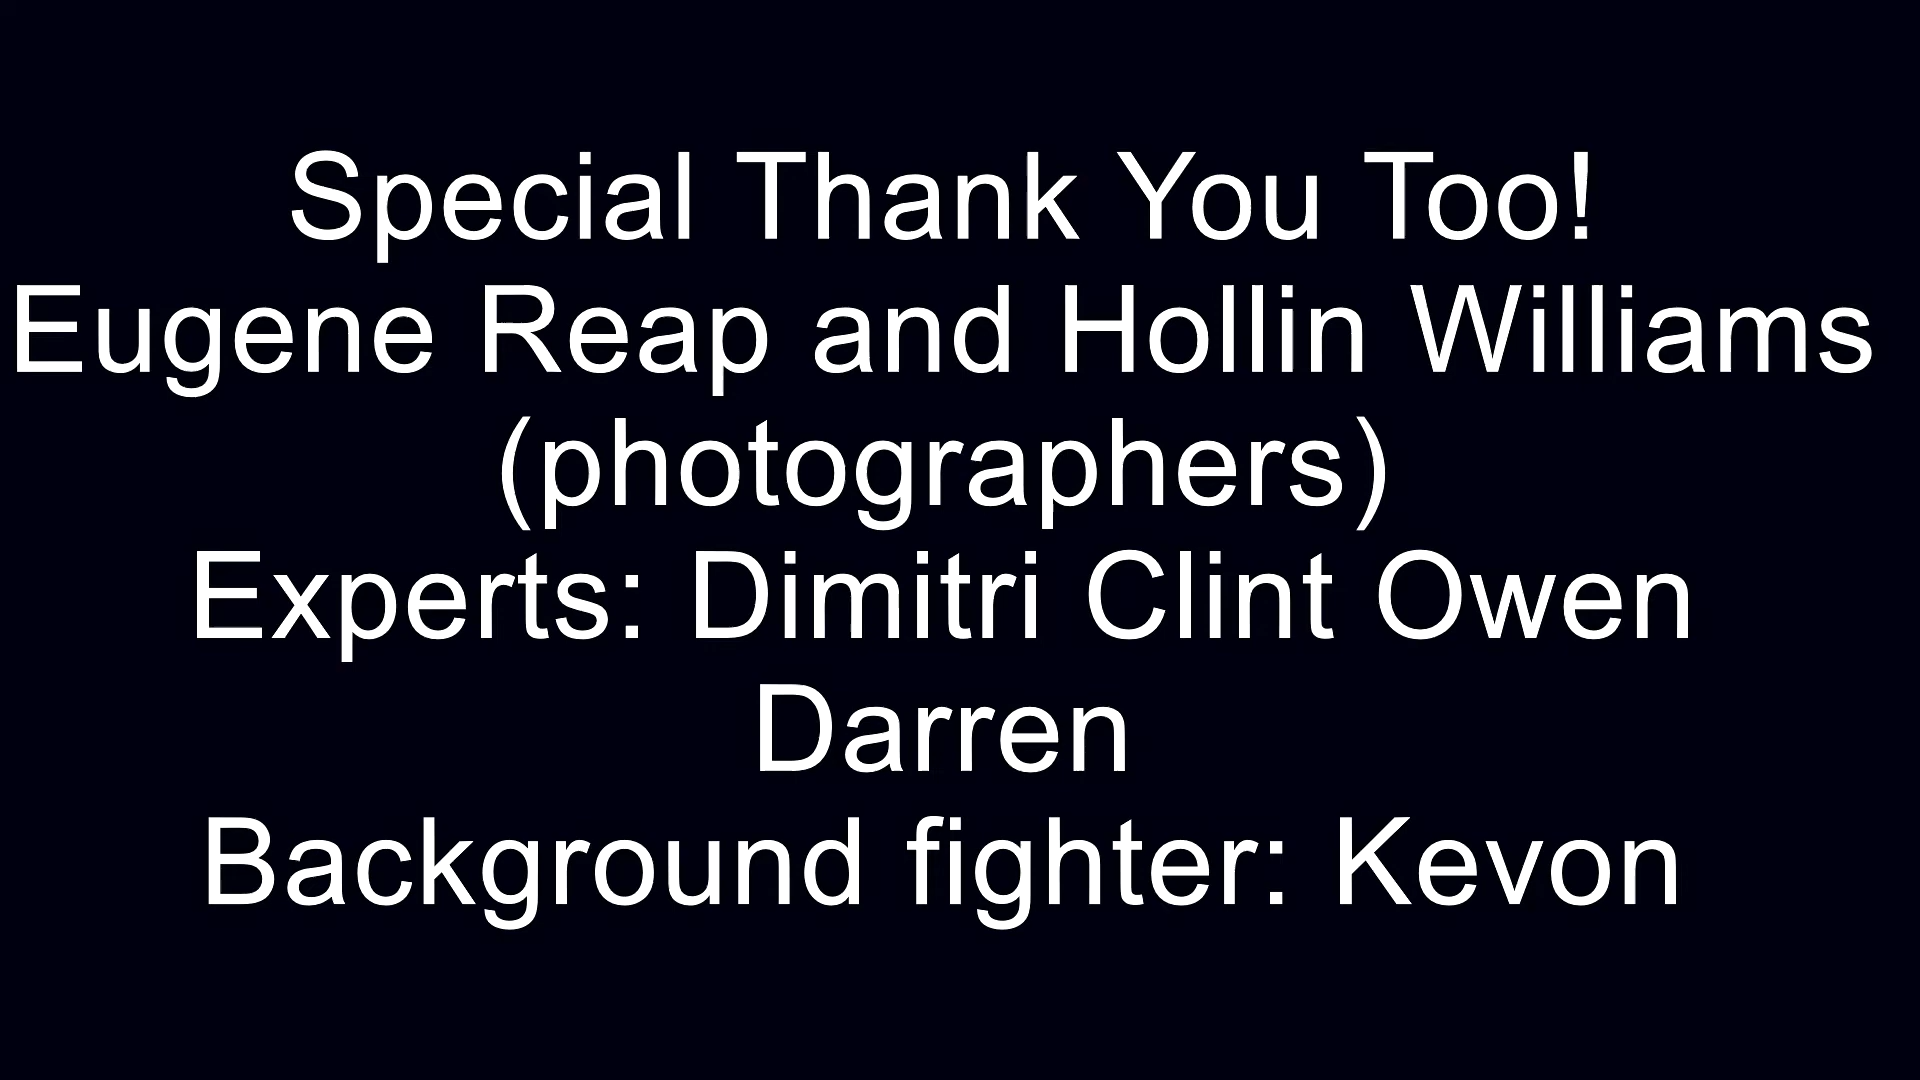 Special Thank You Too!
Eugene Reap and Hollin Williams
(photographers)
Experts: Dimitri Clint Owen
Darren
Background fighter: Kevon